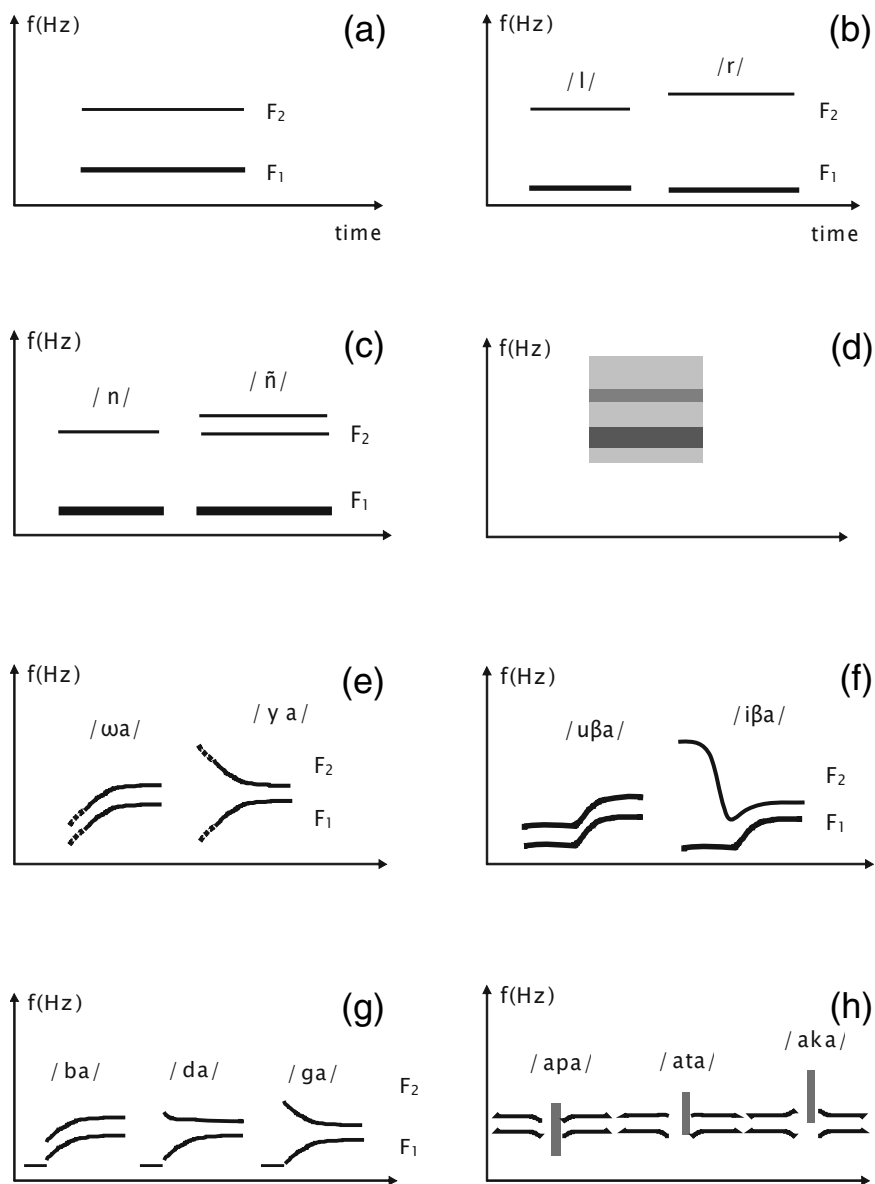 f(Hz) (a)
F₂
F₁
time
f(Hz) (b)
/l/ /r/
F₂
F₁
time
f(Hz) (c)
/n/ /ñ/
F₂
F₁
f(Hz) (d)
f(Hz) (e)
/ωa/ /ya/
F₂
F₁
f(Hz) (f)
/uβa/ /iβa/
F₂
F₁
f(Hz) (g)
/ba/ /da/ /ga/
F₂
F₁
f(Hz) (h)
/apa/ /ata/ /aka/